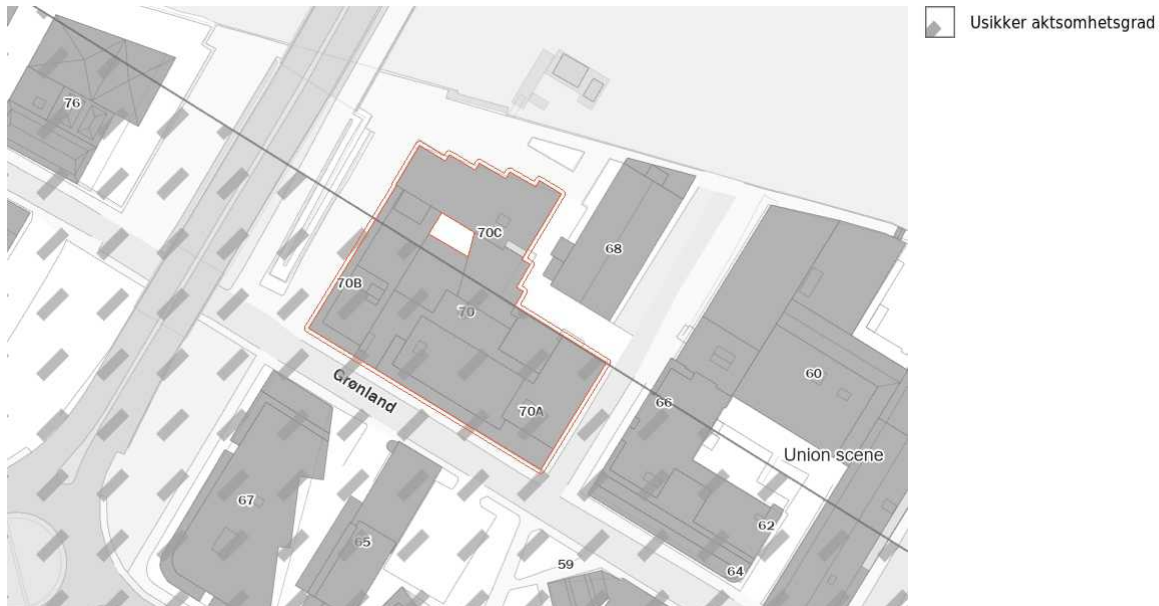 Usikker aktsomhetsgrad
76
70C
68
70B
70
60
Grønland
66
70A
Union scene
67
62
65
59
64